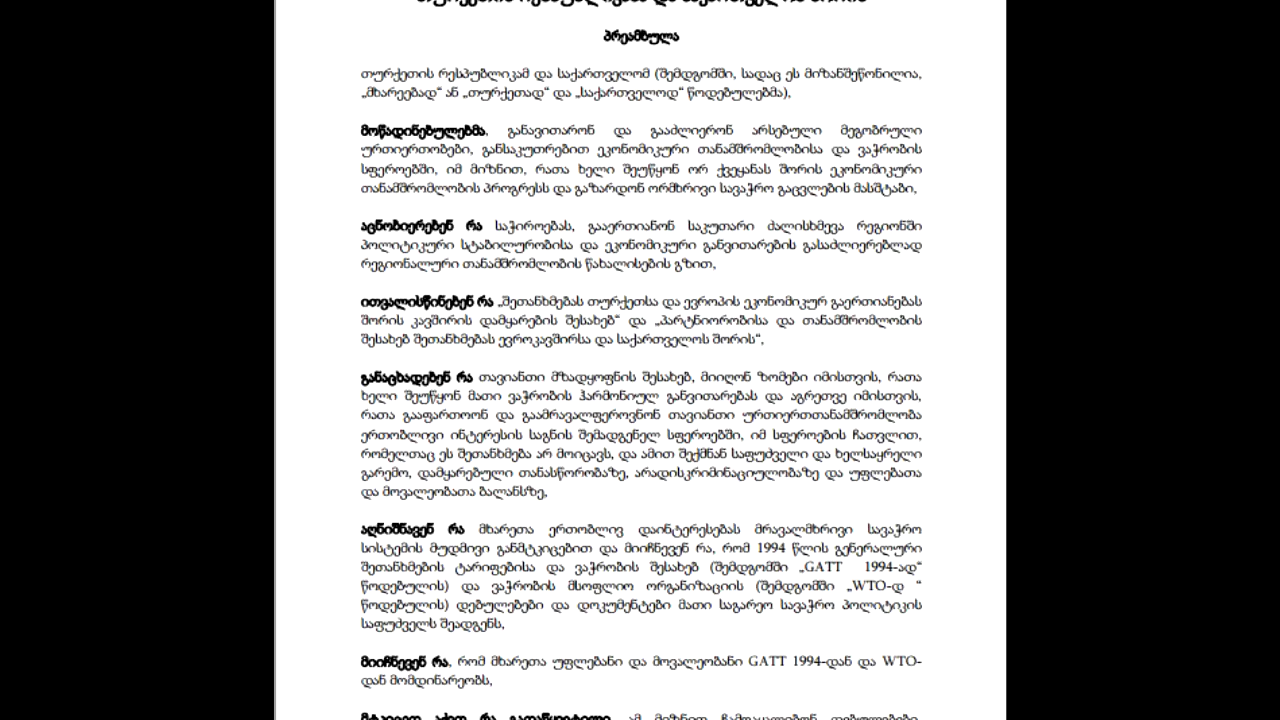 თურქეთის რესპუბლიკასა და საქართველოს შორის
პრეამბულა
თურქეთის რესპუბლიკამ და საქართველომ (შემდგომში, სადაც ეს მიზანშეწონილია,
„მხარეებად“ ან „თურქეთად“ და „საქართველოდ“ წოდებულებმა),
მოწადინებულებმა, განავითარონ და გააძლიერონ არსებული მეგობრული
ურთიერთობები, განსაკუთრებით ეკონომიკური თანამშრომლობისა და ვაჭრობის
სფეროებში, იმ მიზნით, რათა ხელი შეუწყონ ორ ქვეყანას შორის ეკონომიკური
თანამშრომლობის პროგრესს და გაზარდონ ორმხრივი სავაჭრო გაცვლების მასშტაბი,
აცნობიერებენ რა საჭიროებას, გააერთიანონ საკუთარი ძალისხმევა რეგიონში
პოლიტიკური სტაბილურობისა და ეკონომიკური განვითარების გასაძლიერებლად
რეგიონალური თანამშრომლობის წახალისების გზით,
ითვალისწინებენ რა „შეთანხმებას თურქეთსა და ევროპის ეკონომიკურ გაერთიანებას
შორის კავშირის დამყარების შესახებ“ და „პარტნიორობისა და თანამშრომლობის
შესახებ შეთანხმებას ევროკავშირსა და საქართველოს შორის“,
განაცხადებენ რა თავიანთი მზადყოფნის შესახებ, მიიღონ ზომები იმისთვის, რათა
ხელი შეუწყონ მათი ვაჭრობის ჰარმონიულ განვითარებას და აგრეთვე იმისთვის,
რათა გააფართოონ და გაამრავალფეროვნონ თავიანთი ურთიერთთანამშრომლობა
ერთობლივი ინტერესის საგნის შემადგენელ სფეროებში, იმ სფეროების ჩათვლით,
რომელთაც ეს შეთანხმება არ მოიცავს, და ამით შექმნან საფუძველი და ხელსაყრელი
გარემო, დამყარებული თანასწორობაზე, არადისკრიმინაციულობაზე და უფლებათა
და მოვალეობათა ბალანსზე,
აღნიშნავენ რა მხარეთა ერთობლივ დაინტერესებას მრავალმხრივი სავაჭრო
სისტემის მუდმივი განმტკიცებით და მიიჩნევენ რა, რომ 1994 წლის გენერალური
შეთანხმების ტარიფებისა და ვაჭრობის შესახებ (შემდგომში „GATT 1994-ად“
წოდებულის) და ვაჭრობის მსოფლიო ორგანიზაციის (შემდგომში „WTO-დ “
წოდებულის) დებულებები და დოკუმენტები მათი საგარეო სავაჭრო პოლიტიკის
საფუძველს შეადგენს,
მიიჩნევენ რა, რომ მხარეთა უფლებანი და მოვალეობანი GATT 1994-დან და WTO-
დან მომდინარეობს,
ამ მიზნით ჩამოაყალიბონ დებულებები,